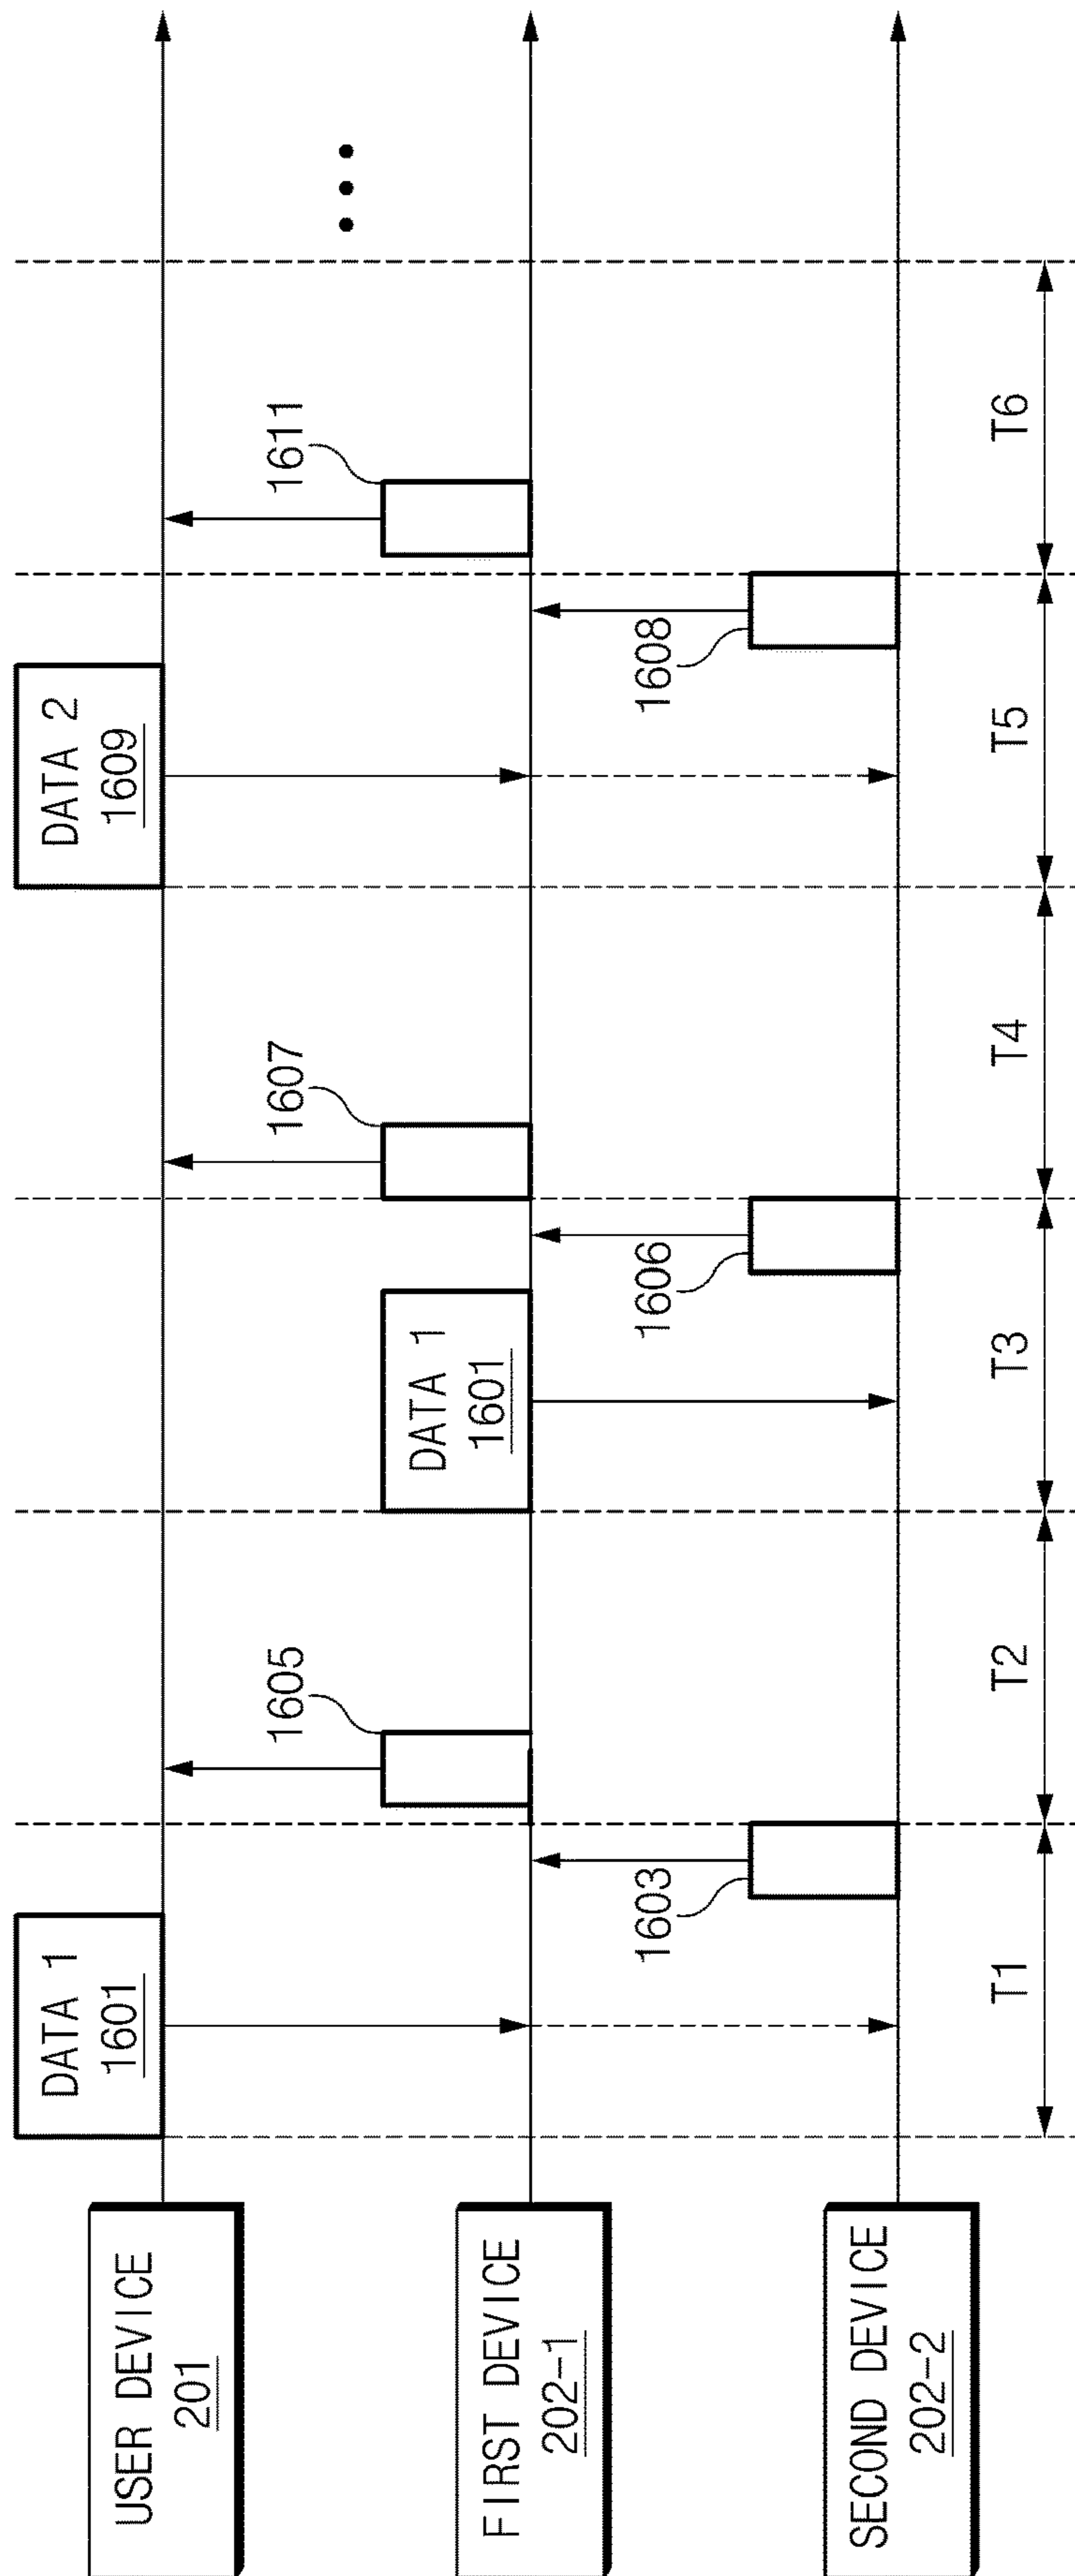 USER DEVICE
201
DATA 1
1601
DATA 2
1609
1605
1607
1611
FIRST DEVICE
202-1
DATA 1
1601
1603
1606
1608
SECOND DEVICE
202-2
T1
T2
T3
T4
T5
T6